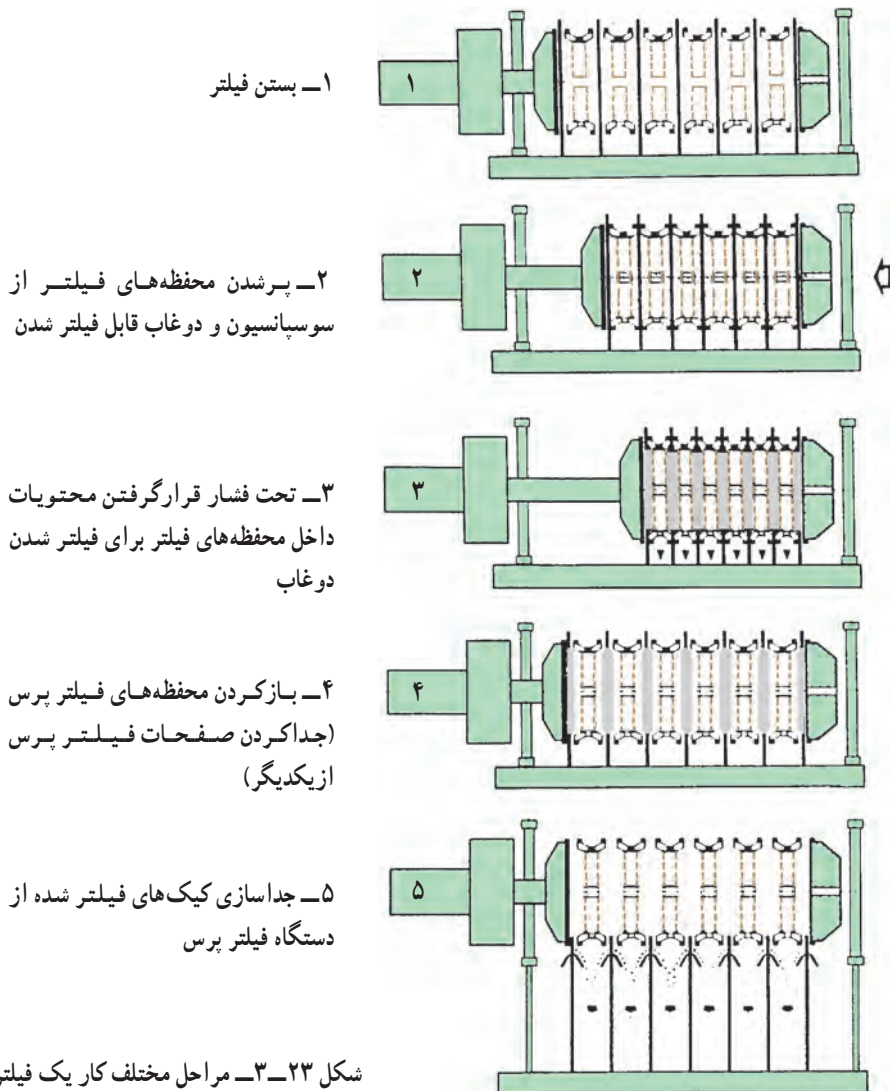 ۱ــ بستن فیلتر
۱
۲ــ پرشدن محفظه‌های فیلتر از
سوسپانسیون و دوغاب قابل فیلتر شدن
۲
۳ــ تحت فشار قرارگرفتن محتویات
داخل محفظه‌های فیلتر برای فیلتر شدن
دوغاب
۳
۴ــ بازکردن محفظه‌های فیلتر پرس
(جداکردن صفحات فیلتر پرس
ازیکدیگر)
۴
۵ــ جداسازی کیک‌های فیلتر شده از
دستگاه فیلتر پرس
۵
شکل ۲۳ــ۳ــ مراحل مختلف کار یک فیلتر